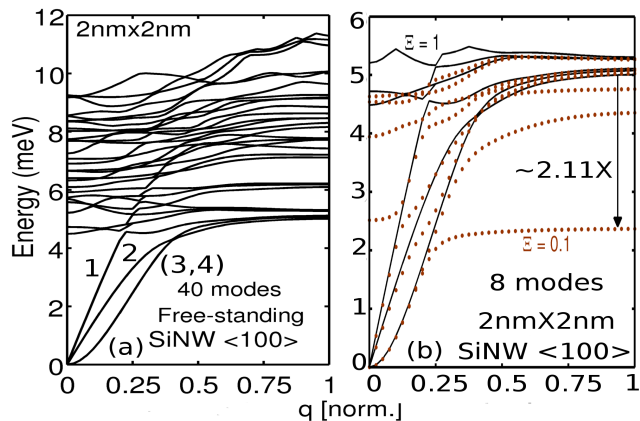 2nmx2nm
12
10
8
6
4
2
0
Energy (meV)
1
2
(3,4)
40 modes
Free-standing
(a) SiNW <100>
0 0.25 0.5 0.75 1
6
5
4
3
2
1
0
Ξ = 1
~2.11X
Ξ = 0.1
8 modes
2nmX2nm
(b) SiNW <100>
0 0.25 0.5 0.75 1
q [norm.]